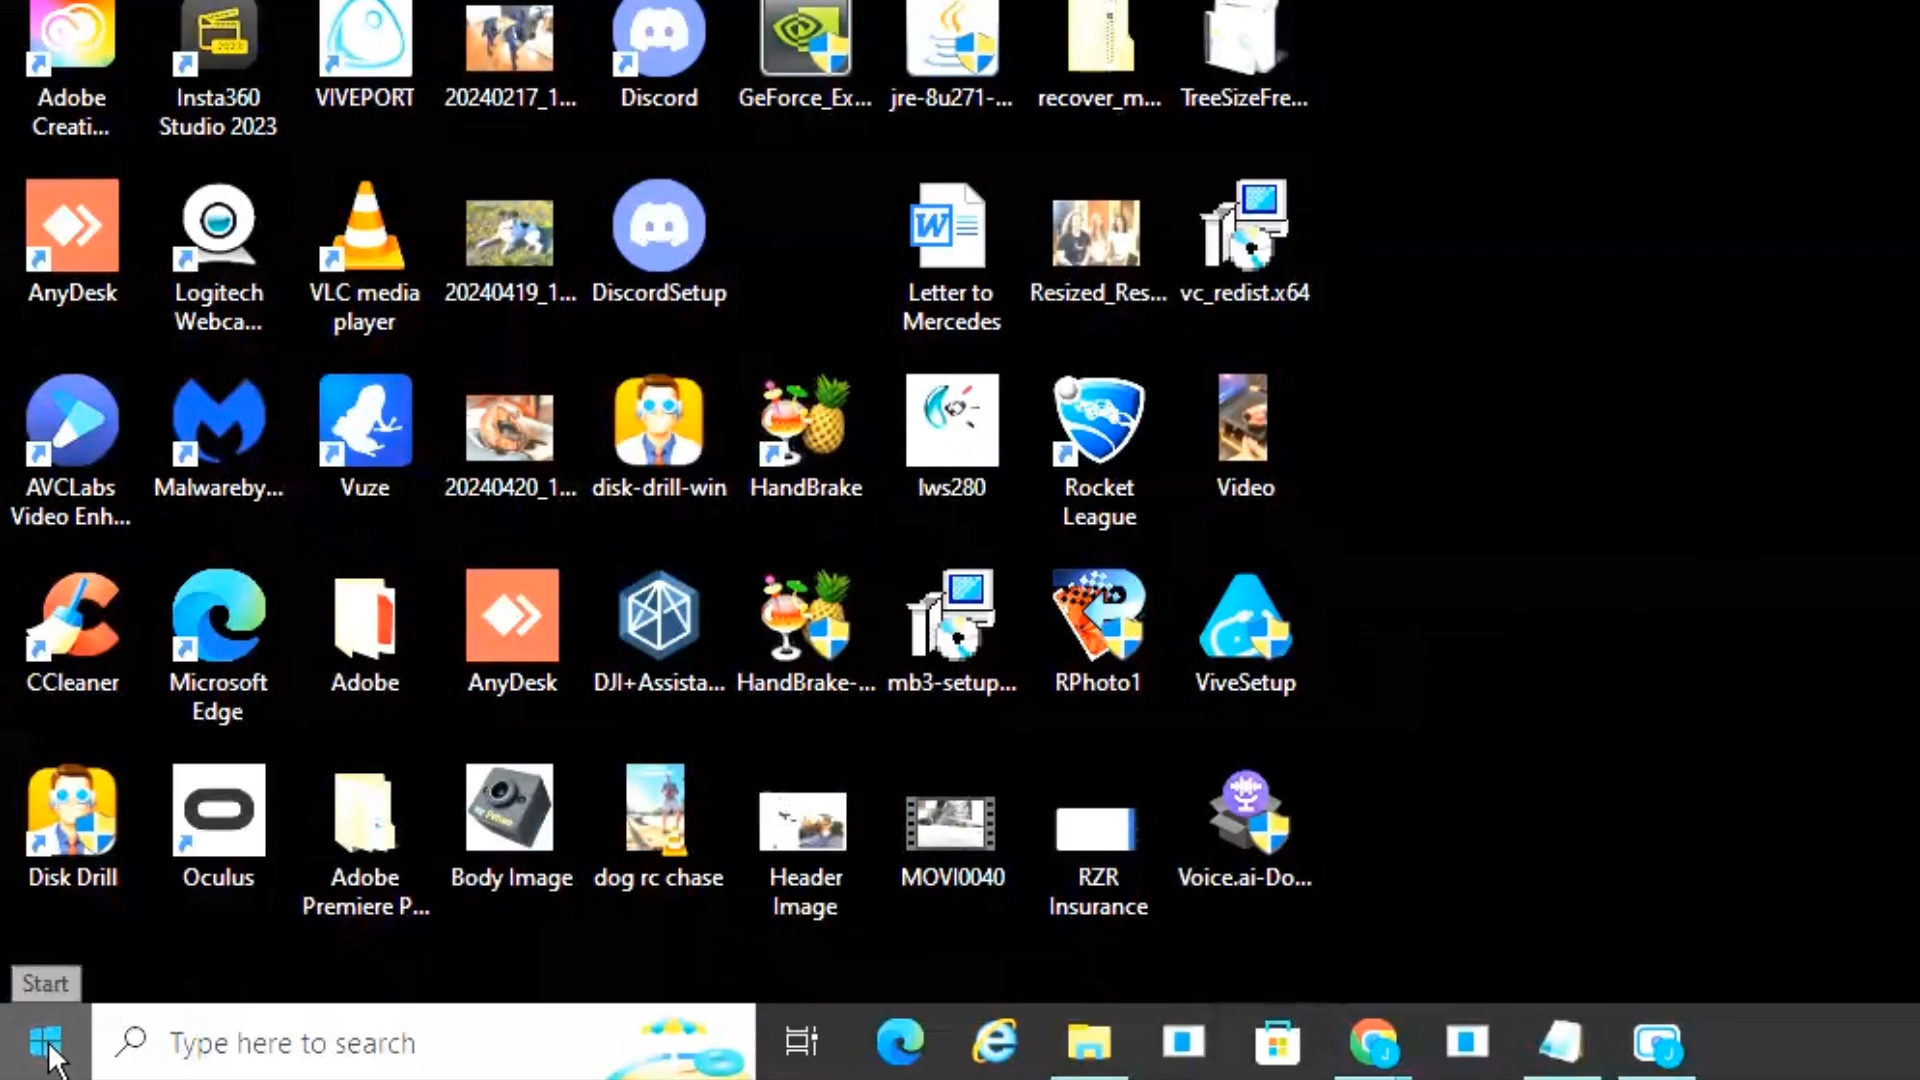 Adobe
Creati...
Insta360
Studio 2023
VIVEPORT
20240217_1...
Discord
GeForce_Ex...
jre-8u271-...
recover_m...
TreeSizeFre...
AnyDesk
Logitech
Webca...
VLC media
player
20240419_1...
DiscordSetup
Letter to
Mercedes
Resized_Res...
vc_redist.x64
AVCLabs
Video Enh...
Malwareby...
Vuze
20240420_1...
disk-drill-win
HandBrake
lws280
Rocket
League
Video
CCleaner
Microsoft
Edge
Adobe
AnyDesk
DJI+Assista...
HandBrake-...
mb3-setup...
RPhoto1
ViveSetup
Disk Drill
Oculus
Adobe
Premiere P...
Body Image
dog rc chase
Header
Image
MOVI0040
RZR
Insurance
Voice.ai-Do...
Start
Type here to search